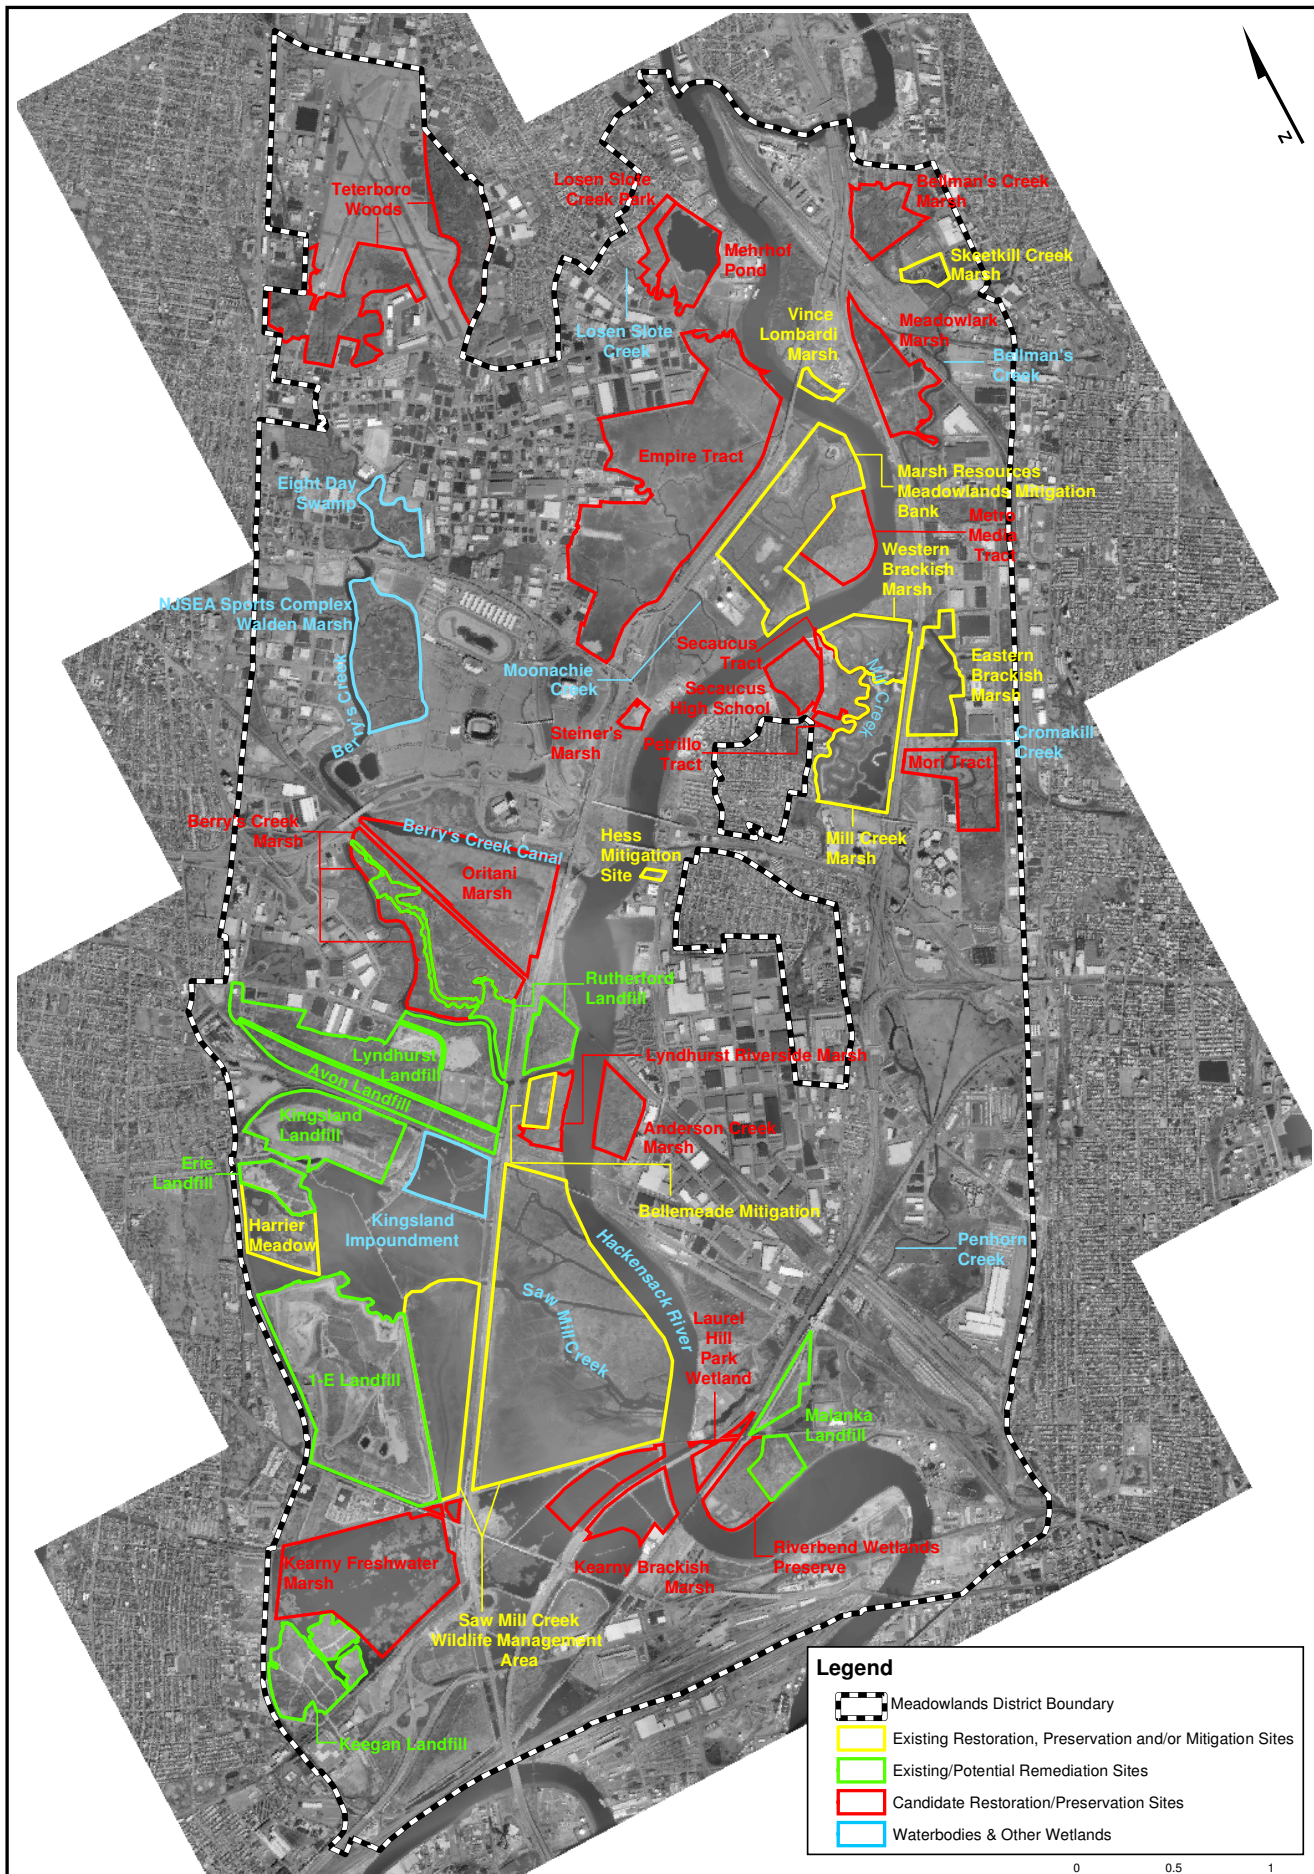 N
Teterboro
Woods
Losen Slote
Creek Park
Mehrhof
Pond
Bellman's Creek
Marsh
Skeetkill Creek
Marsh
Vince
Lombardi
Marsh
Losen Slote
Creek
Meadowlark
Marsh
Bellman's
Creek
Empire Tract
Eight Day
Swamp
Marsh Resources
Meadowlands Mitigation
Bank
Metro
Media
Tract
Western
Brackish
Marsh
NJSEA Sports Complex
Walden Marsh
Berry's Creek
Moonachie
Creek
Secaucus
Tract
Secaucus
High School
Mill Creek
Eastern
Brackish
Marsh
Steiner's
Marsh
Petrillo
Tract
Cromakill
Creek
Mori Tract
Berry's Creek
Marsh
Berry's Creek Canal
Oritani
Marsh
Hess
Mitigation
Site
Mill Creek
Marsh
Rutherford
Landfill
Lyndhurst
Landfill
Avon Landfill
Lyndhurst Riverside Marsh
Kingsland
Landfill
Anderson Creek
Marsh
Erie
Landfill
Harrier
Meadow
Kingsland
Impoundment
Bellemeade Mitigation
Penhorn
Creek
Hackensack River
Saw Mill Creek
Laurel
Hill
Park
Wetland
1-E Landfill
Malanka
Landfill
Kearny Freshwater
Marsh
Kearny Brackish
Marsh
Riverbend Wetlands
Preserve
Saw Mill Creek
Wildlife Management
Area
Keegan Landfill
Legend
Meadowlands District Boundary
Existing Restoration, Preservation and/or Mitigation Sites
Existing/Potential Remediation Sites
Candidate Restoration/Preservation Sites
Waterbodies & Other Wetlands
0 0.5 1